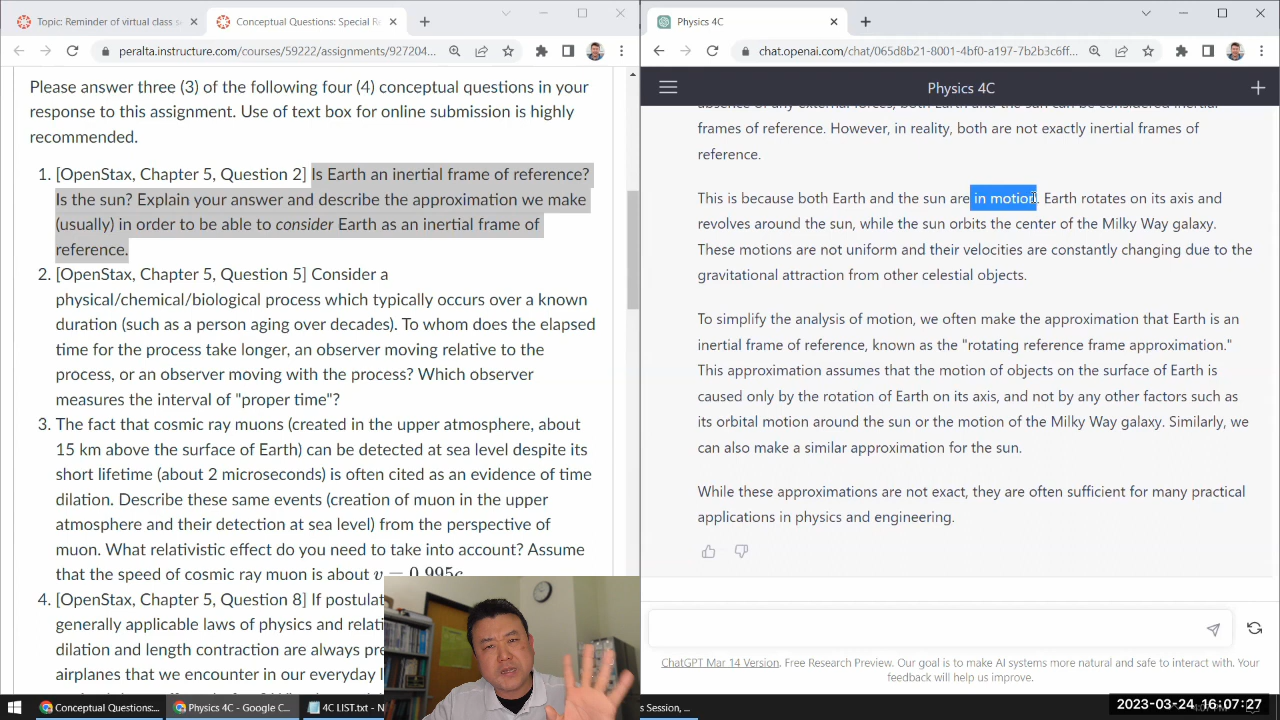 Topic: Reminder of virtual class s
Conceptual Questions: Special R
Physics 4C
peralta.instructure.com/courses/59222/assignments/927204...
chat.openai.com/chat/065d8b21-8001-4bf0-a197-7b2b3c6ff...
Please answer three (3) of the following four (4) conceptual questions in your
response to this assignment. Use of text box for online submission is highly
recommended.
1. [OpenStax, Chapter 5, Question 2] Is Earth an inertial frame of reference?
Is the sun? Explain your answer and describe the approximation we make
(usually) in order to be able to consider Earth as an inertial frame of
reference.
2. [OpenStax, Chapter 5, Question 5] Consider a
physical/chemical/biological process which typically occurs over a known
duration (such as a person aging over decades). To whom does the elapsed
time for the process take longer, an observer moving relative to the
process, or an observer moving with the process? Which observer
measures the interval of "proper time"?
3. The fact that cosmic ray muons (created in the upper atmosphere, about
15 km above the surface of Earth) can be detected at sea level despite its
short lifetime (about 2 microseconds) is often cited as an evidence of time
dilation. Describe these same events (creation of muon in the upper
atmosphere and their detection at sea level) from the perspective of
muon. What relativistic effect do you need to take into account? Assume
that the speed of cosmic ray muon is about v = 0.995c
4. [OpenStax, Chapter 5, Question 8] If postulat
generally applicable laws of physics and relati
dilation and length contraction are always pre
airplanes that we encounter in our everyday l
Physics 4C
absence of any external forces, both Earth and the sun can be considered inertial
frames of reference. However, in reality, both are not exactly inertial frames of
reference.
This is because both Earth and the sun are in motion. Earth rotates on its axis and
revolves around the sun, while the sun orbits the center of the Milky Way galaxy.
These motions are not uniform and their velocities are constantly changing due to the
gravitational attraction from other celestial objects.
To simplify the analysis of motion, we often make the approximation that Earth is an
inertial frame of reference, known as the "rotating reference frame approximation."
This approximation assumes that the motion of objects on the surface of Earth is
caused only by the rotation of Earth on its axis, and not by any other factors such as
its orbital motion around the sun or the motion of the Milky Way galaxy. Similarly, we
can also make a similar approximation for the sun.
While these approximations are not exact, they are often sufficient for many practical
applications in physics and engineering.
ChatGPT Mar 14 Version. Free Research Preview. Our goal is to make AI systems more natural and safe to interact with. Your
feedback will help us improve.
Conceptual Questions:...
Physics 4C - Google C...
4C LIST.txt - N
s Session, ...
2023-03-24 16:07:27